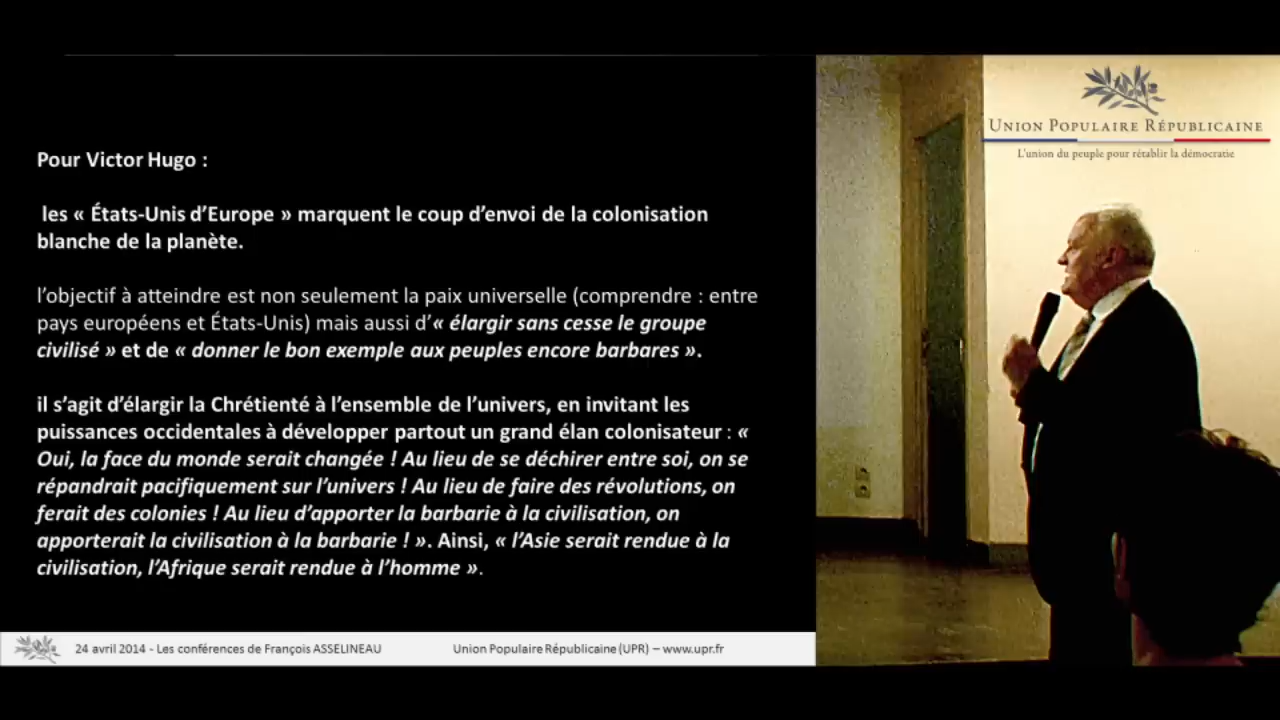 Pour Victor Hugo :
les « États-Unis d’Europe » marquent le coup d’envoi de la colonisation
blanche de la planète.
l’objectif à atteindre est non seulement la paix universelle (comprendre : entre
pays européens et États-Unis) mais aussi d’« élargir sans cesse le groupe
civilisé » et de « donner le bon exemple aux peuples encore barbares ».
il s’agit d’élargir la Chrétienté à l’ensemble de l’univers, en invitant les
puissances occidentales à développer partout un grand élan colonisateur : «
Oui, la face du monde serait changée ! Au lieu de se déchirer entre soi, on se
répandrait pacifiquement sur l’univers ! Au lieu de faire des révolutions, on
ferait des colonies ! Au lieu d’apporter la barbarie à la civilisation, on
apporterait la civilisation à la barbarie ! ». Ainsi, « l’Asie serait rendue à la
civilisation, l’Afrique serait rendue à l’homme ».
24 avril 2014 - Les conférences de François ASSELINEAU
Union Populaire Républicaine (UPR) – www.upr.fr
UNION POPULAIRE RÉPUBLICAINE
L’union du peuple pour rétablir la démocratie